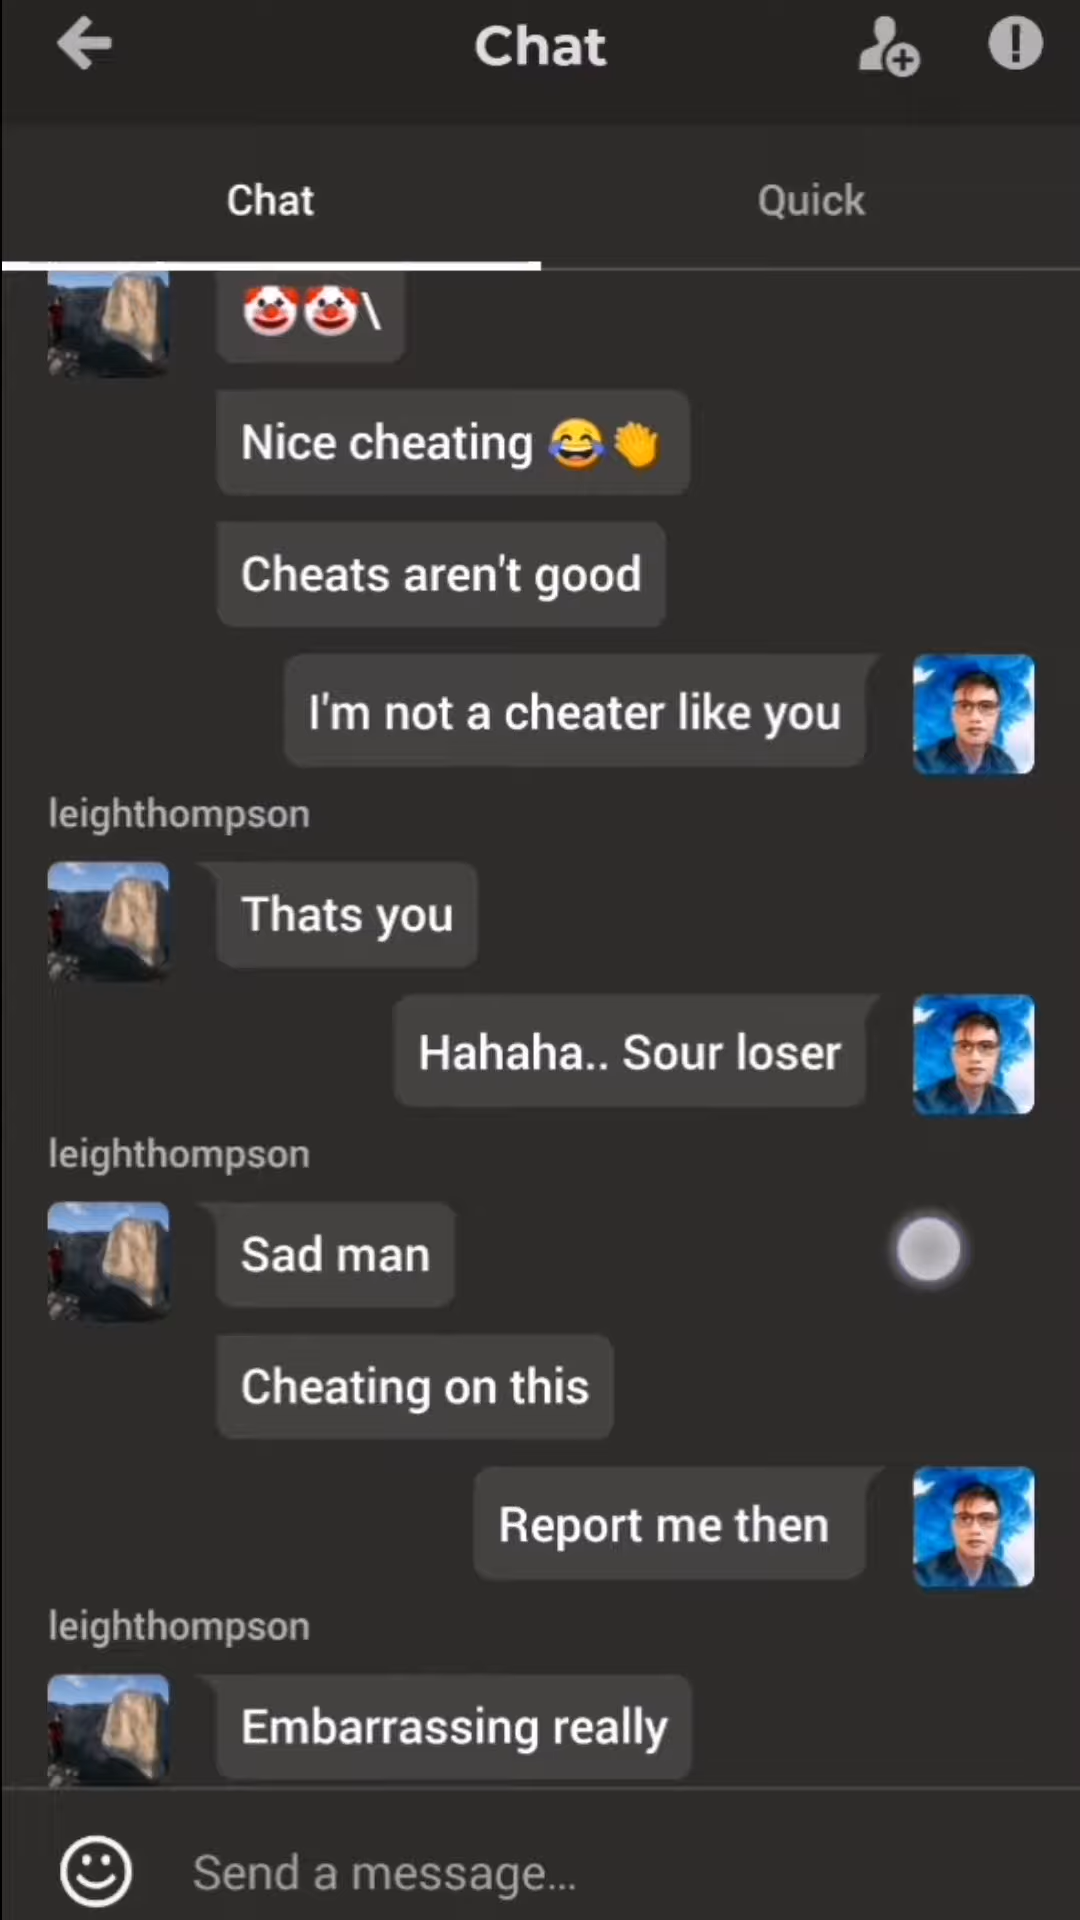 Chat
Chat
Quick
🤡🤡\
Nice cheating 😂👏
Cheats aren't good
I'm not a cheater like you
leighthompson
Thats you
Hahaha.. Sour loser
leighthompson
Sad man
Cheating on this
Report me then
leighthompson
Embarrassing really
Send a message...